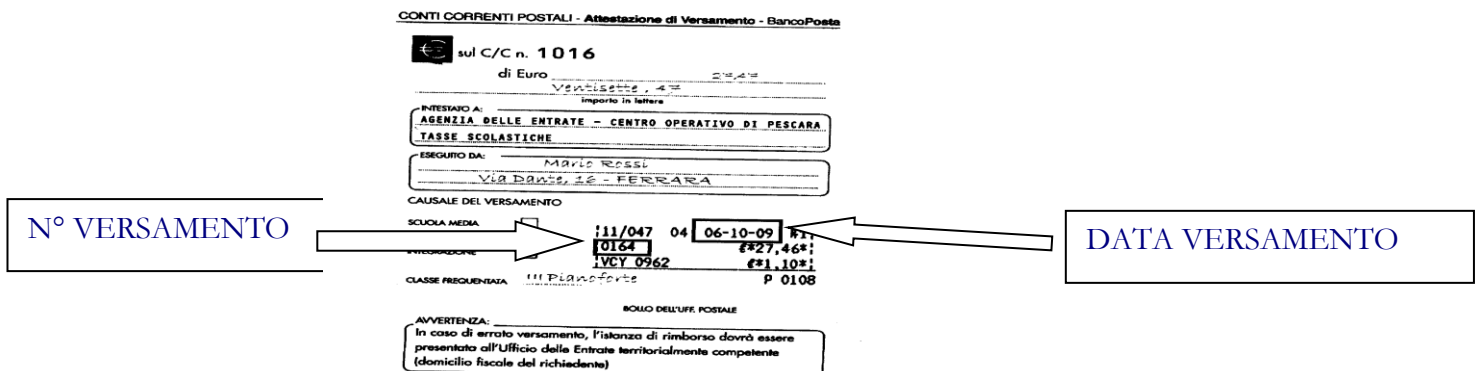 CONTI CORRENTI POSTALI - Attestazione di Versamento - BancoPosta
sul C/C n. 1016
di Euro 27,47
Ventisette, 47
importo in lettere
INTESTATO A:
AGENZIA DELLE ENTRATE - CENTRO OPERATIVO DI PESCARA
TASSE SCOLASTICHE
ESEGUITO DA:
Mario Rossi
Via Dante, 16 - FERRARA
CAUSALE DEL VERSAMENTO
N° VERSAMENTO
SCUOLA MEDIA
11/047 04 06-10-09
DATA VERSAMENTO
0164 €*27,46*
INTEGRAZIONE
VCY 0962 €*1,10*
CLASSE FREQUENTATA III Pianoforte P 0108
BOLLO DELL'UFF. POSTALE
AVVERTENZA:
In caso di errato versamento, l'istanza di rimborso dovrà essere
presentata all'Ufficio delle Entrate territorialmente competente
(domicilio fiscale del richiedente)